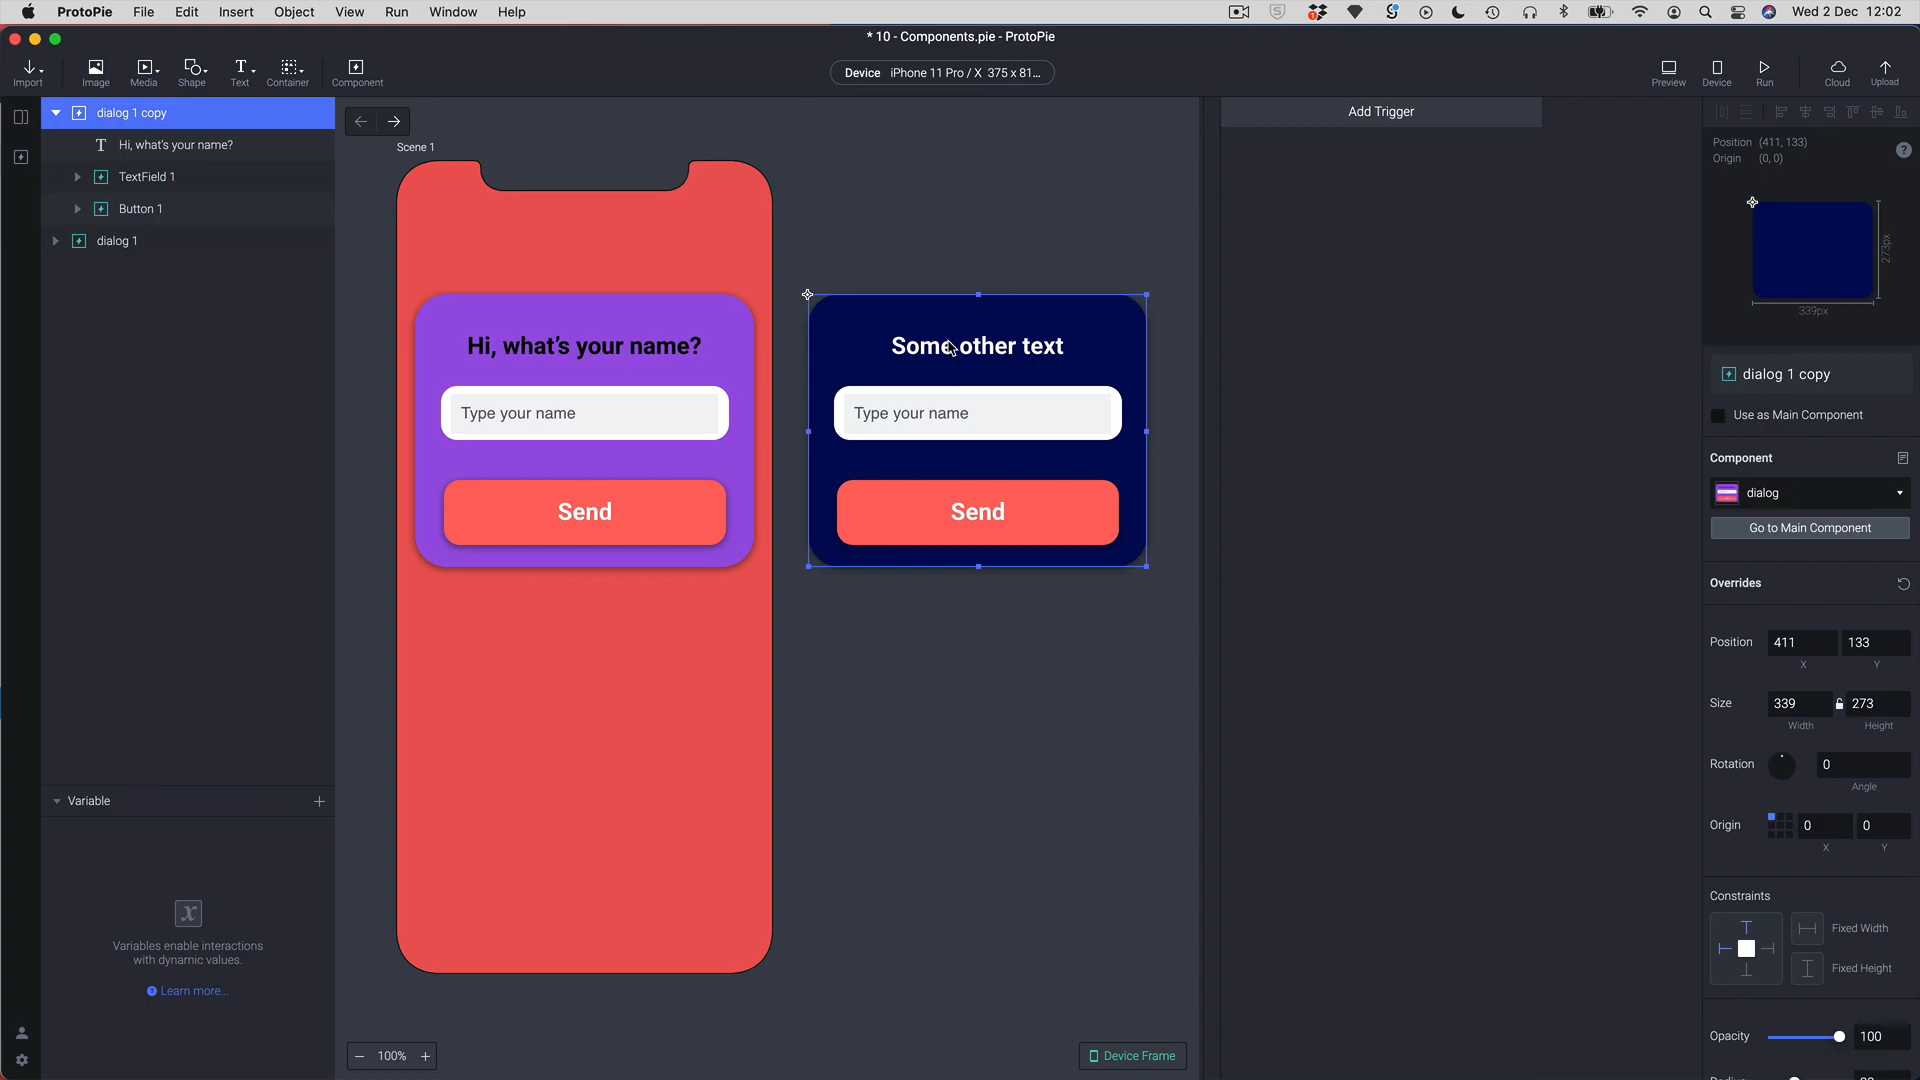 ProtoPie File Edit Insert Object View Run Window Help
Wed 2 Dec 12:02
* 10 - Components.pie - ProtoPie
Import Image Media Shape Text Container Component
Device iPhone 11 Pro / X 375 x 81...
Preview Device Run Cloud Upload
dialog 1 copy
T Hi, what's your name?
TextField 1
Button 1
dialog 1
Variable
Variables enable interactions
with dynamic values.
Learn more...
Scene 1
Hi, what's your name?
Type your name
Send
Some other text
Type your name
Send
100%
Device Frame
Add Trigger
Position (411, 133)
Origin (0, 0)
273px
339px
dialog 1 copy
Use as Main Component
Component
dialog
Go to Main Component
Overrides
Position 411 133
X Y
Size 339 273
Width Height
Rotation 0
Angle
Origin 0 0
X Y
Constraints
Fixed Width
Fixed Height
Opacity 100